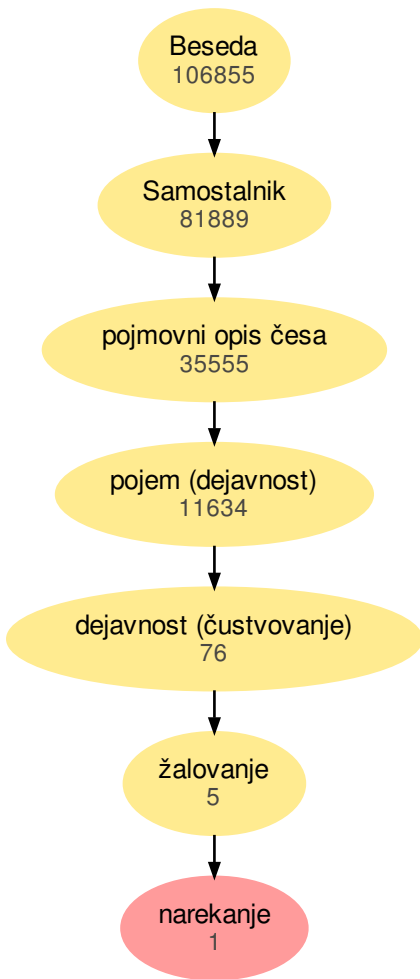 Beseda
106855
Samostalnik
81889
pojmovni opis česa
35555
pojem (dejavnost)
11634
dejavnost (čustvovanje)
76
žalovanje
5
narekanje
1